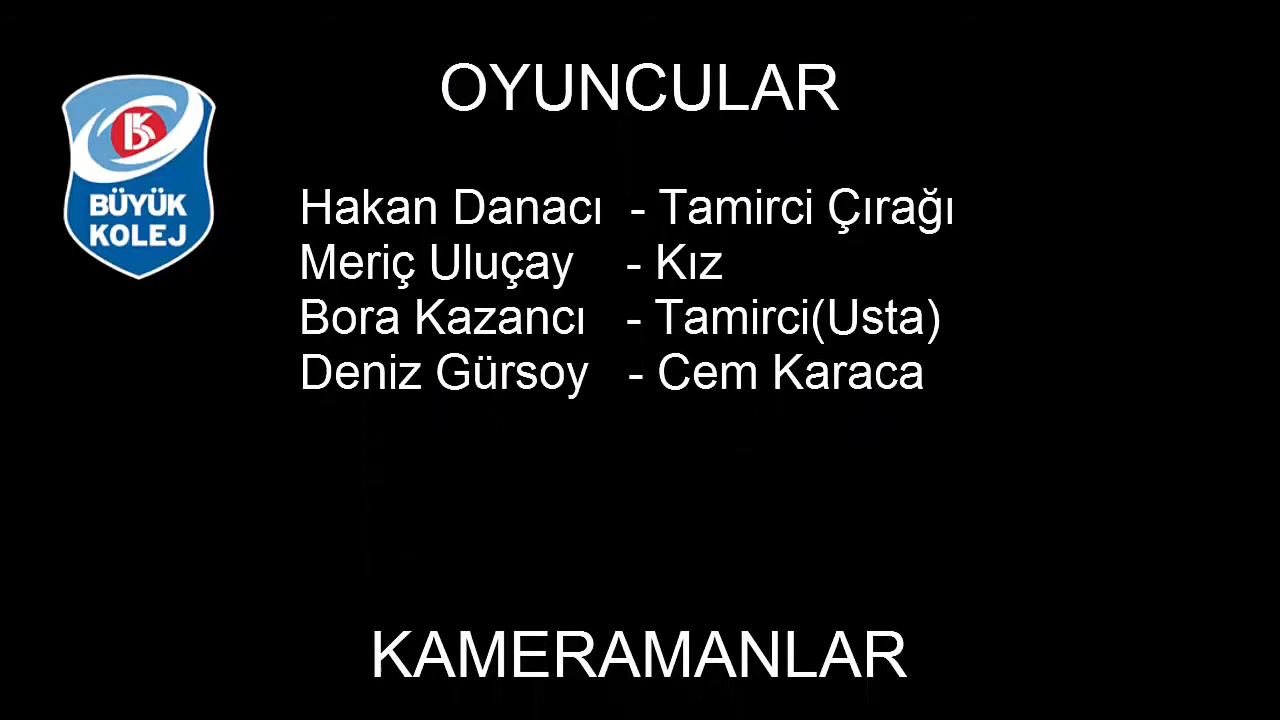 OYUNCULAR
BÜYÜK
KOLEJ
Hakan Danacı - Tamirci Çırağı
Meriç Uluçay - Kız
Bora Kazancı - Tamirci(Usta)
Deniz Gürsoy - Cem Karaca
KAMERAMANLAR